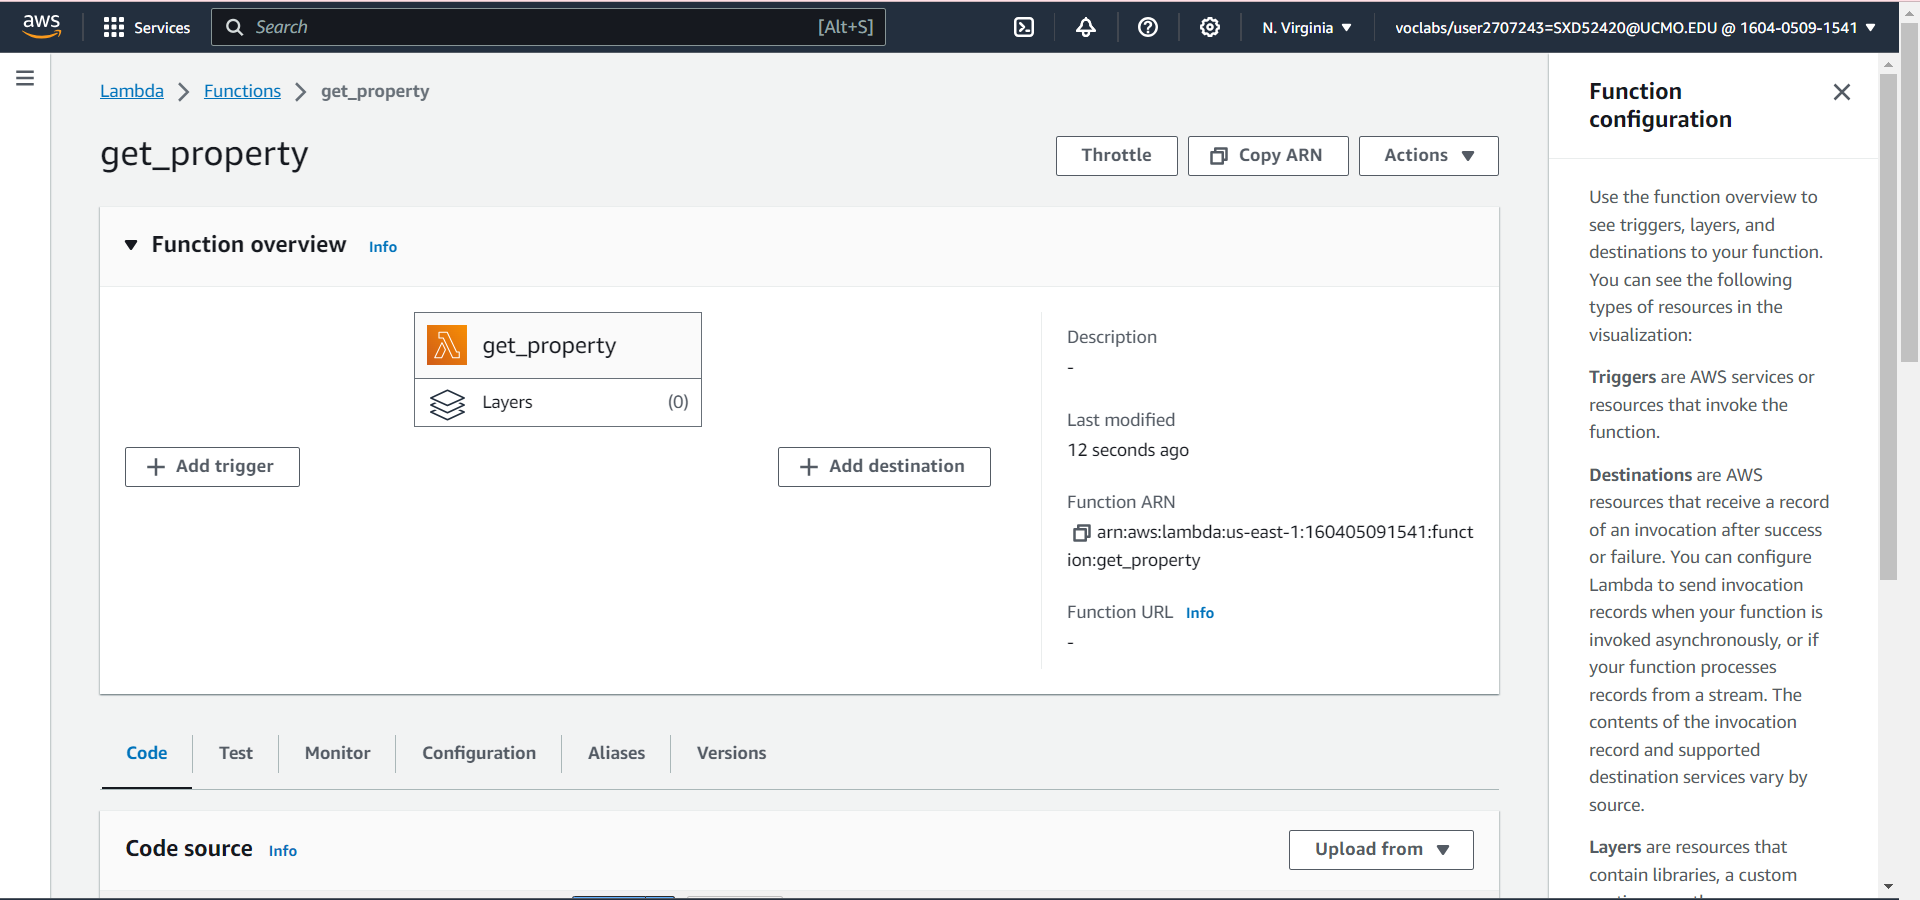 aws
Services
Search
[Alt+S]
N. Virginia
voclabs/user2707243=SXD52420@UCMO.EDU @ 1604-0509-1541
Lambda
Functions
get_property
get_property
Throttle
Copy ARN
Actions
Function overview Info
get_property
Layers (0)
Add trigger
Add destination
Description
-
Last modified
12 seconds ago
Function ARN
arn:aws:lambda:us-east-1:160405091541:funct
ion:get_property
Function URL Info
-
Code
Test
Monitor
Configuration
Aliases
Versions
Code source Info
Upload from
Function
configuration
Use the function overview to
see triggers, layers, and
destinations to your function.
You can see the following
types of resources in the
visualization:
Triggers are AWS services or
resources that invoke the
function.
Destinations are AWS
resources that receive a record
of an invocation after success
or failure. You can configure
Lambda to send invocation
records when your function is
invoked asynchronously, or if
your function processes
records from a stream. The
contents of the invocation
record and supported
destination services vary by
source.
Layers are resources that
contain libraries, a custom